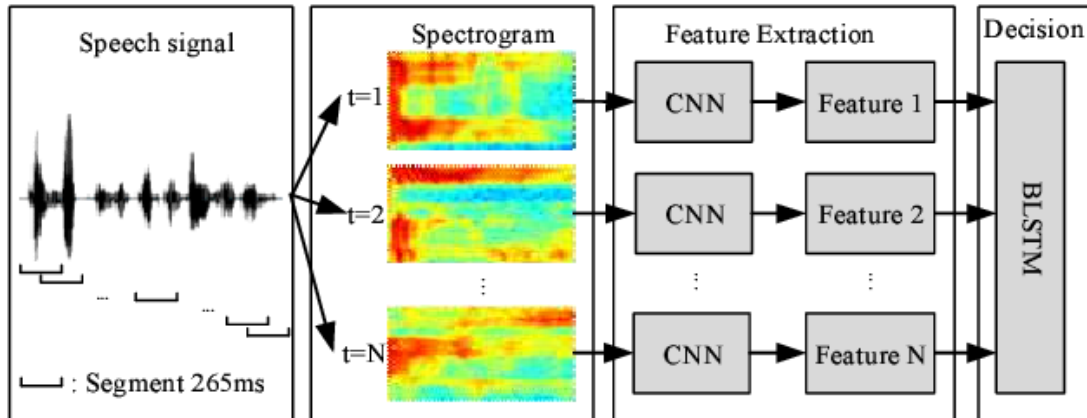 Speech signal
...
...
: Segment 265ms
Spectrogram
t=1
t=2
...
t=N
Feature Extraction
CNN
Feature 1
CNN
Feature 2
...
...
CNN
Feature N
Decision
BLSTM